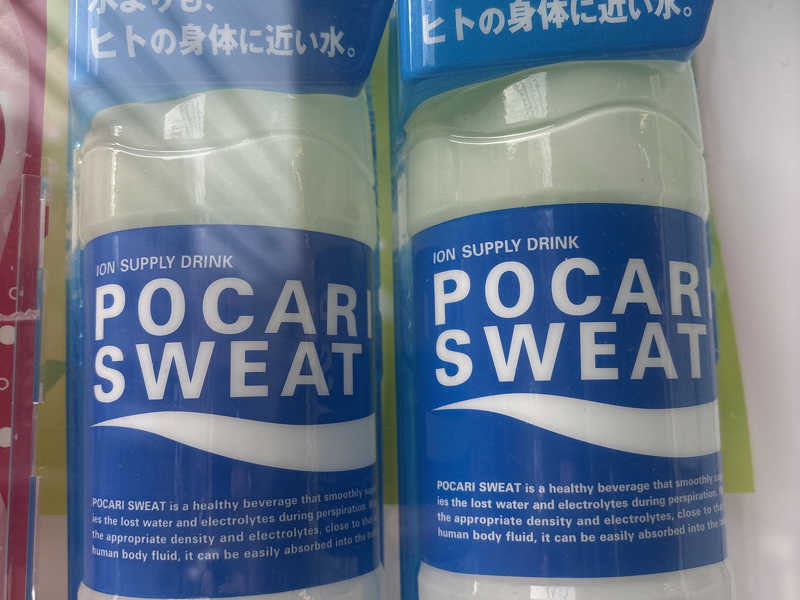 水よりも、
ヒトの身体に近い水。
ION SUPPLY DRINK
POCARI
SWEAT
POCARI SWEAT is a healthy beverage that smoothly
ies the lost water and electrolytes during perspiration.
the appropriate density and electrolytes, close to
human body fluid, it can be easily absorbed into the
ヒトの身体に近い水。
ION SUPPLY DRINK
POCARI
SWEAT
POCARI SWEAT is a healthy beverage that smoothly
ies the lost water and electrolytes during perspiration.
the appropriate density and electrolytes, close to
human body fluid, it can be easily absorbed into the